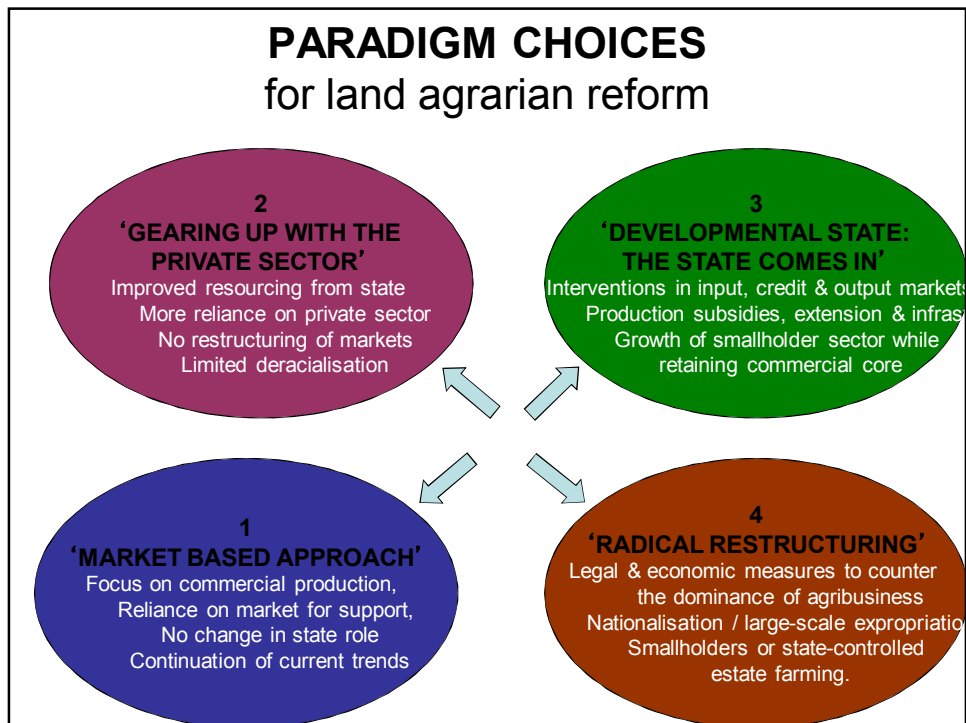 PARADIGM CHOICES
for land agrarian reform
2
‘GEARING UP WITH THE
PRIVATE SECTOR’
Improved resourcing from state
More reliance on private sector
No restructuring of markets
Limited deracialisation
3
‘DEVELOPMENTAL STATE:
THE STATE COMES IN’
Interventions in input, credit & output markets
Production subsidies, extension & infras
Growth of smallholder sector while
retaining commercial core
1
‘MARKET BASED APPROACH’
Focus on commercial production,
Reliance on market for support,
No change in state role
Continuation of current trends
4
‘RADICAL RESTRUCTURING’
Legal & economic measures to counter
the dominance of agribusiness
Nationalisation / large-scale expropriatio
Smallholders or state-controlled
estate farming.